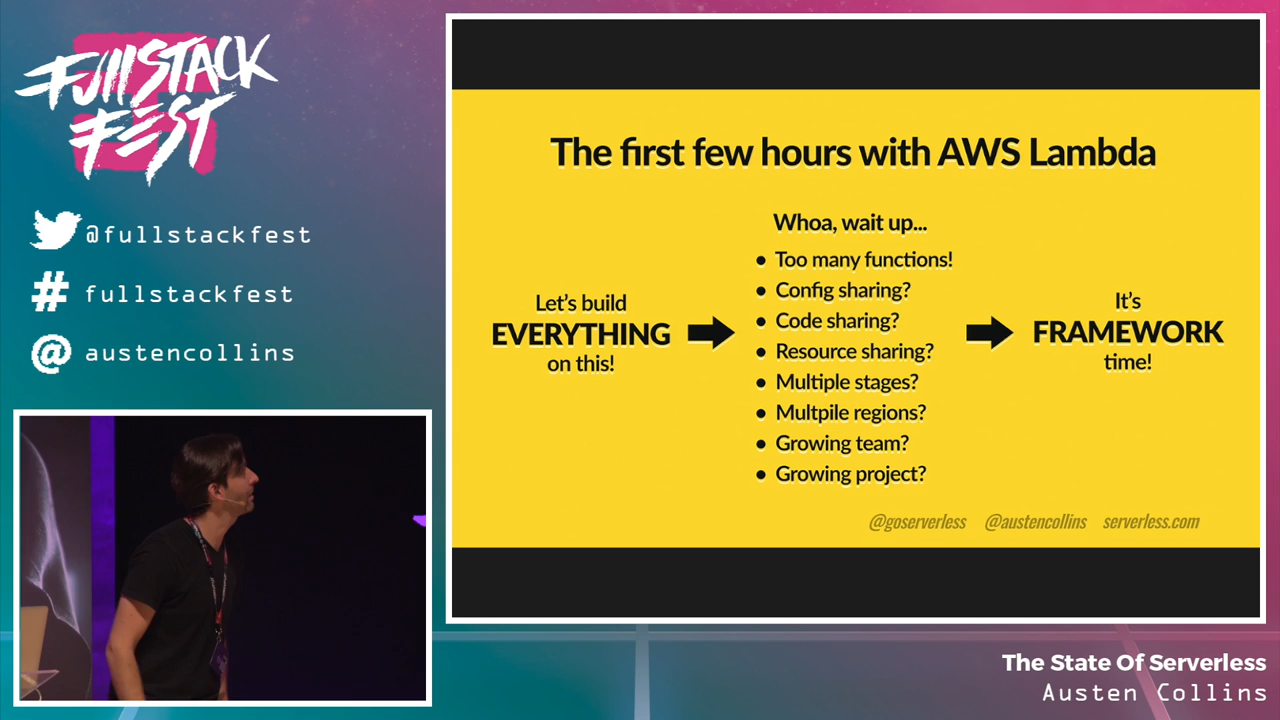 FullStack
Fest
@fullstackfest
# fullstackfest
@ austencollins
The first few hours with AWS Lambda
Let's build
EVERYTHING
on this!
Whoa, wait up...
• Too many functions!
• Config sharing?
• Code sharing?
• Resource sharing?
• Multiple stages?
• Multpile regions?
• Growing team?
• Growing project?
It's
FRAMEWORK
time!
@goserverless @austencollins serverless.com
The State Of Serverless
Austen Collins